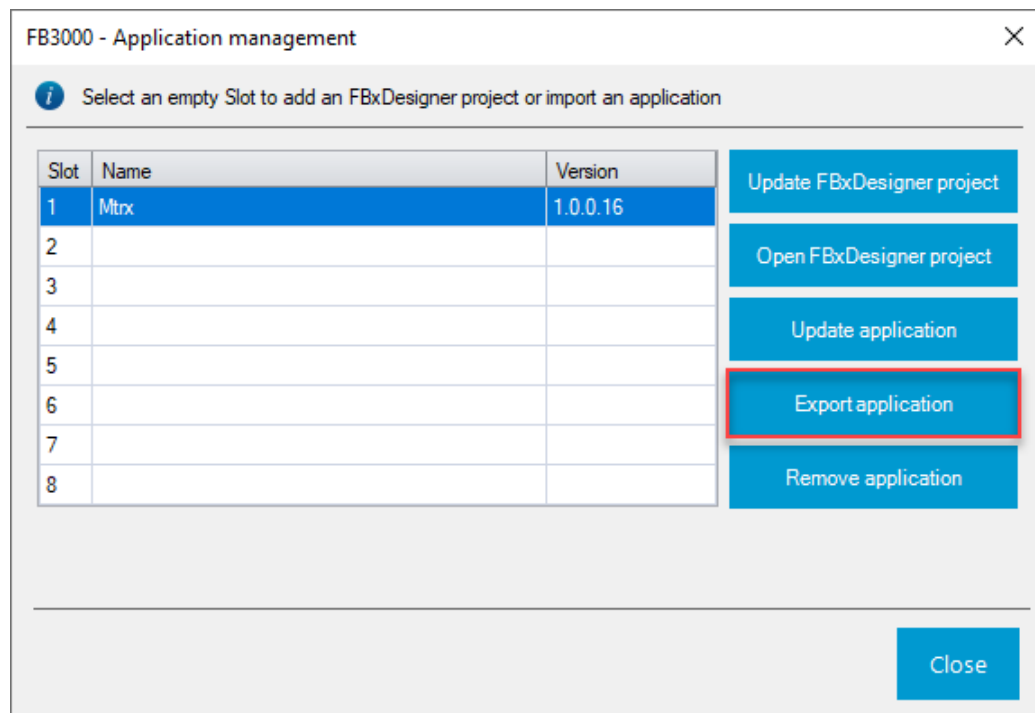 FB3000 - Application management
Select an empty Slot to add an FBxDesigner project or import an application
Slot Name Version
1 Mtrx 1.0.0.16
2
3
4
5
6
7
8
Update FBxDesigner project
Open FBxDesigner project
Update application
Export application
Remove application
Close